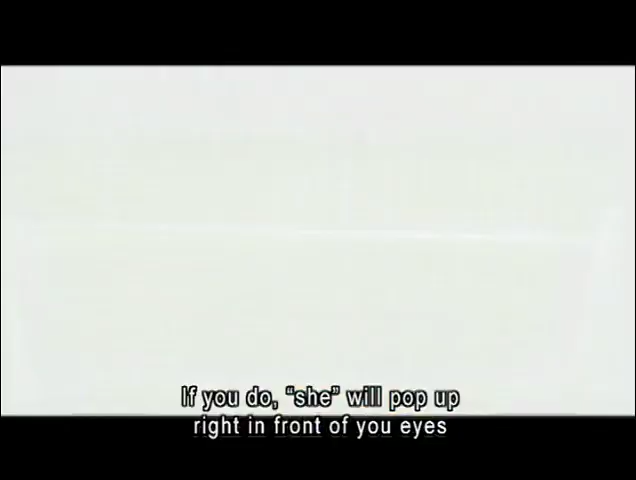 If you do, “she” will pop up
right in front of you eyes